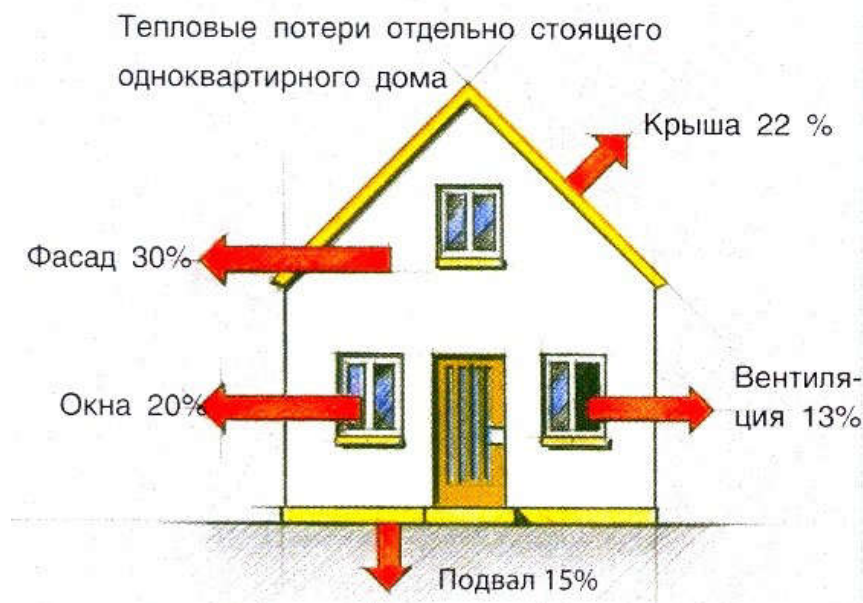 Тепловые потери отдельно стоящего
одноквартирного дома
Крыша 22 %
Фасад 30%
Окна 20%
Вентиля-
ция 13%
Подвал 15%